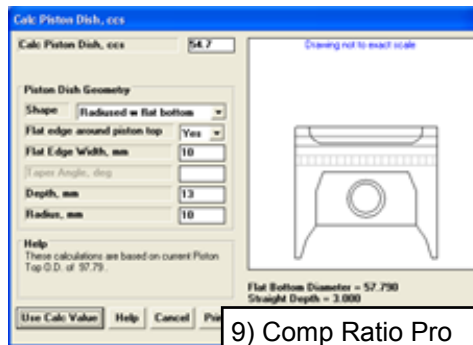 Calc Piston Dish, ccs
Calc Piston Dish, ccs 54.7
Drawing not to exact scale
Piston Dish Geometry
Shape Radiused w flat bottom
Flat edge around piston top Yes
Flat Edge Width, mm 10
Taper Angle, deg
Depth, mm 13
Radius, mm 10
Help
These calculations are based on current Piston
Top O.D. of 97.79.
Flat Bottom Diameter = 57.790
Straight Depth = 3.000
Use Calc Value Help Cancel
9) Comp Ratio Pro